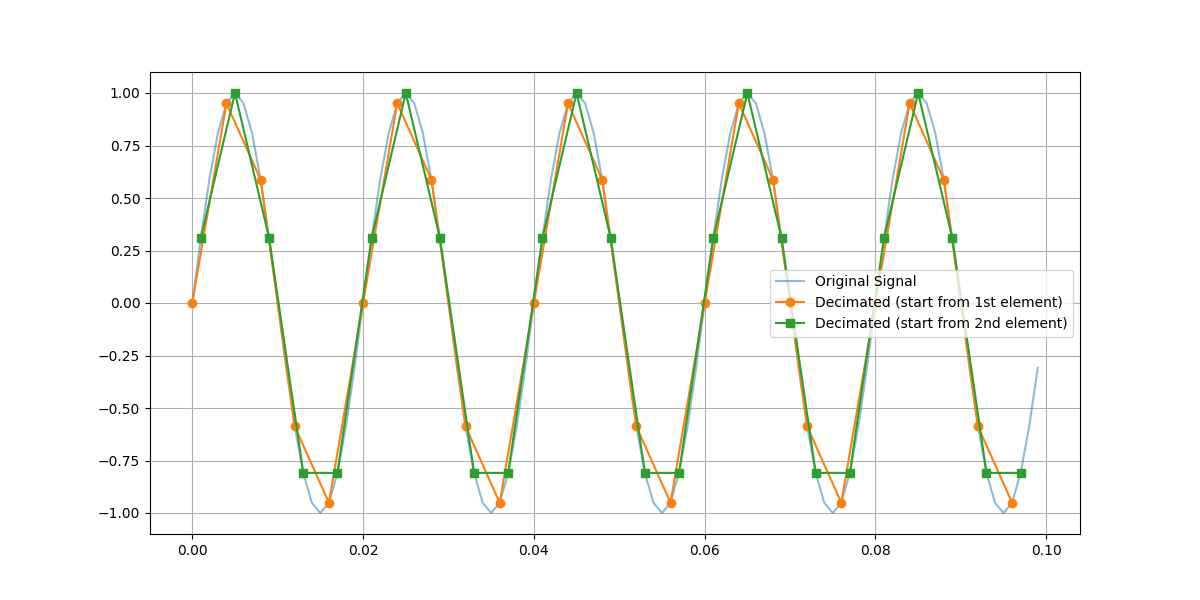 1.00
0.75
0.50
0.25
0.00
−0.25
−0.50
−0.75
−1.00
Original Signal
Decimated (start from 1st element)
Decimated (start from 2nd element)
0.00 0.02 0.04 0.06 0.08 0.10